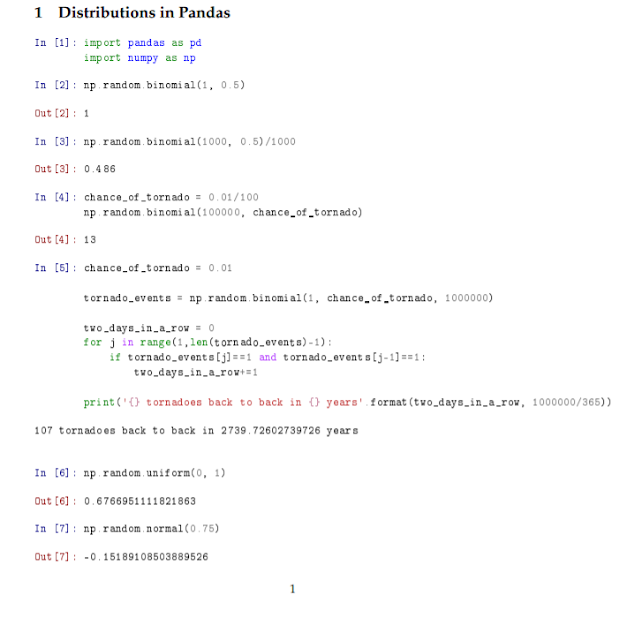 1 Distributions in Pandas
In [1]: import pandas as pd
import numpy as np
In [2]: np.random.binomial(1, 0.5)
Out[2]: 1
In [3]: np.random.binomial(1000, 0.5)/1000
Out[3]: 0.486
In [4]: chance_of_tornado = 0.01/100
np.random.binomial(100000, chance_of_tornado)
Out[4]: 13
In [5]: chance_of_tornado = 0.01
tornado_events = np.random.binomial(1, chance_of_tornado, 1000000)
two_days_in_a_row = 0
for j in range(1,len(tornado_events)-1):
if tornado_events[j]==1 and tornado_events[j-1]==1:
two_days_in_a_row+=1
print('{} tornadoes back to back in {} years'.format(two_days_in_a_row, 1000000/365))
107 tornadoes back to back in 2739.72602739726 years
In [6]: np.random.uniform(0, 1)
Out[6]: 0.6766951111821863
In [7]: np.random.normal(0.75)
Out[7]: -0.15189108503889526
1